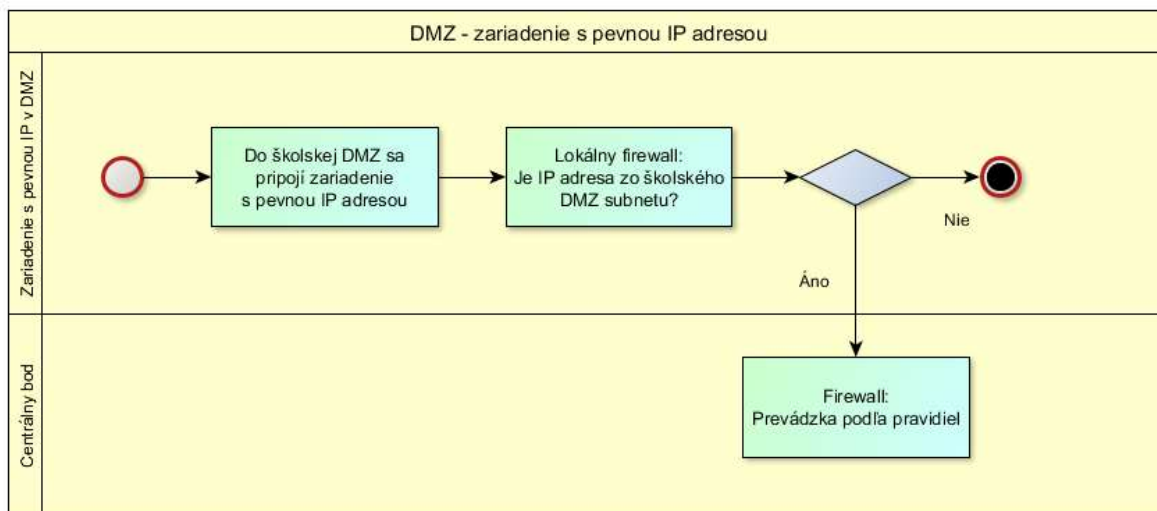 DMZ - zariadenie s pevnou IP adresou
Zariadenie s pevnou IP v DMZ
Do školskej DMZ sa
pripojí zariadenie
s pevnou IP adresou
Lokálny firewall:
Je IP adresa zo školského
DMZ subnetu?
Nie
Áno
Centrálny bod
Firewall:
Prevádzka podľa pravidiel